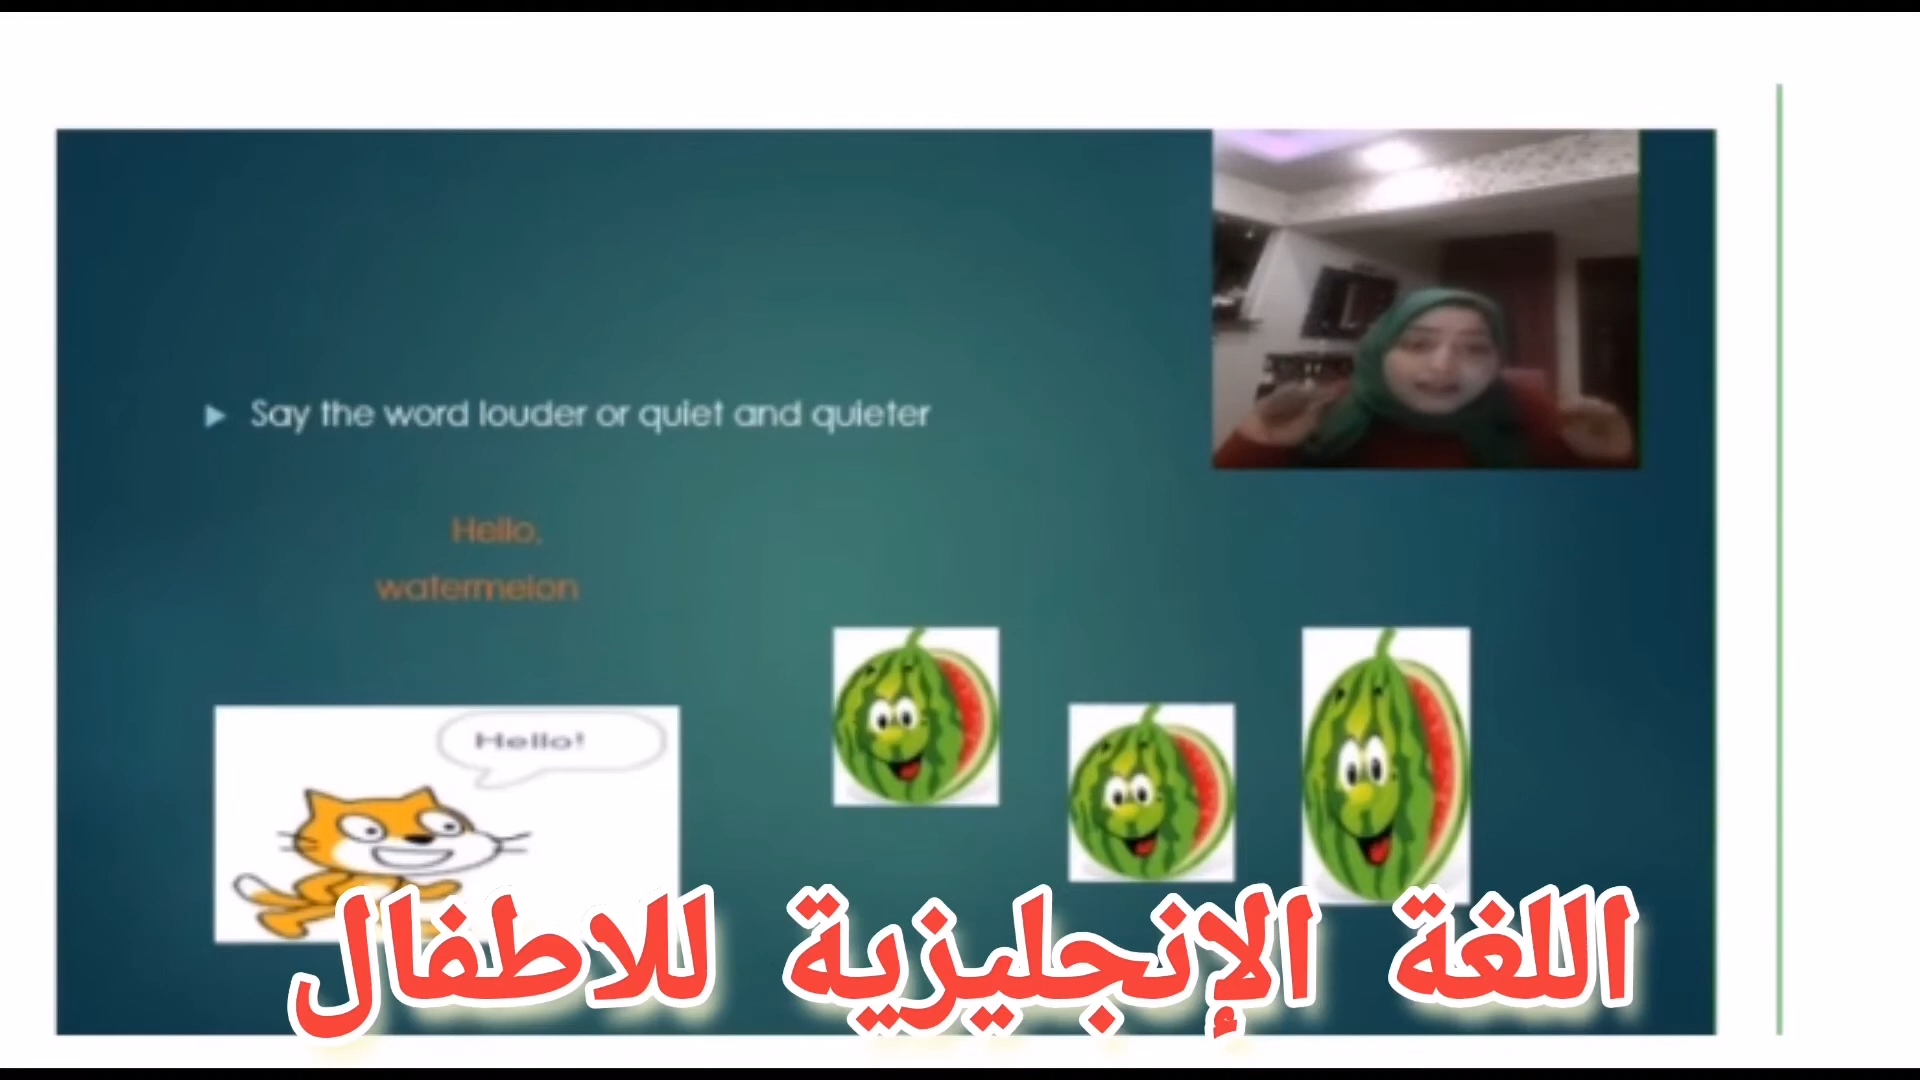 Say the word louder or quiet and quieter
Hello,
watermelon
Hello!
اللغة الإنجليزية للاطفال